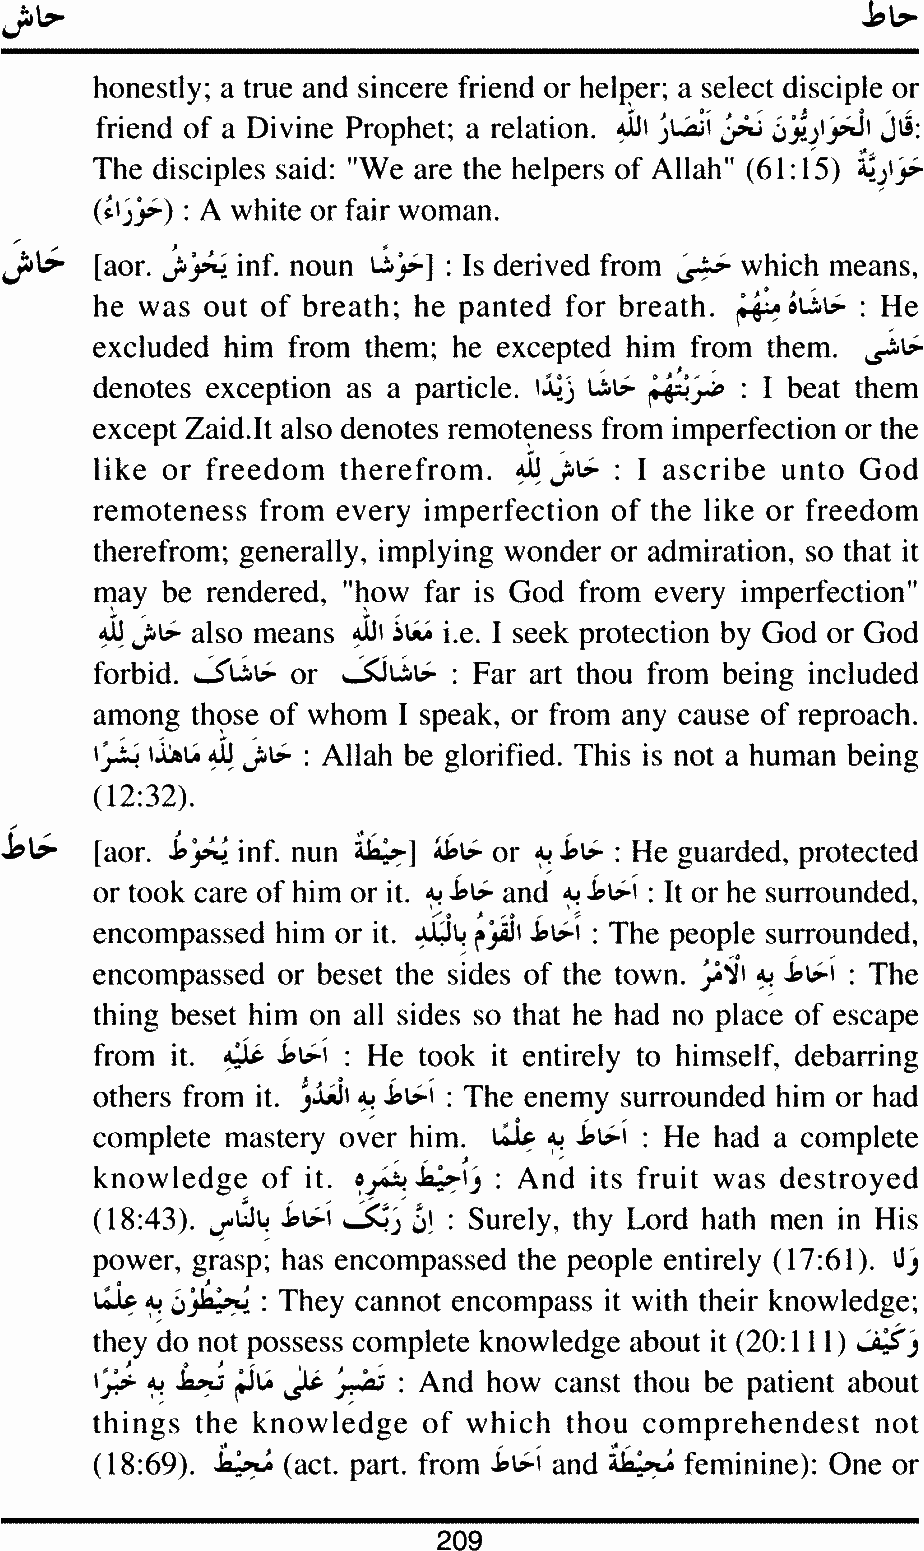 حاش حاط
honestly; a true and sincere friend or helper; a select disciple or
friend of a Divine Prophet; a relation. قَالَ الْحَوَارِيُّوْنَ نَحْنُ اَنْصَارُ اللّٰهِ:
The disciples said: "We are the helpers of Allah" (61:15) حَوَارِيَّةٌ
(حَوْرَاءُ) : A white or fair woman.
حَاشَ [aor. يَحُوْشُ inf. noun حَوْشًا] : Is derived from حَشِىَ which means,
he was out of breath; he panted for breath. حَاشَاهُ مِنْهُمْ : He
excluded him from them; he excepted him from them. حَاشٰى
denotes exception as a particle. ضَرَبْتُهُمْ حَاشَا زَيْدًا : I beat them
except Zaid.It also denotes remoteness from imperfection or the
like or freedom therefrom. حَاشَ لِلّٰهِ : I ascribe unto God
remoteness from every imperfection of the like or freedom
therefrom; generally, implying wonder or admiration, so that it
may be rendered, "how far is God from every imperfection"
حَاشَ لِلّٰهِ also means مَعَاذَ اللّٰهِ i.e. I seek protection by God or God
forbid. حَاشَاكَ or حَاشَالَكَ : Far art thou from being included
among those of whom I speak, or from any cause of reproach.
حَاشَ لِلّٰهِ مَاهٰذَا بَشَرًا : Allah be glorified. This is not a human being
(12:32).
حَاطَ [aor. يَحُوْطُ inf. nun حِيْطَةٌ] حَاطَهُ or حَاطَ بِهِ : He guarded, protected
or took care of him or it. حَاطَ بِهِ and اَحَاطَ بِهِ : It or he surrounded,
encompassed him or it. اَحَاطَ الْقَوْمُ بِالْبَلَدِ : The people surrounded,
encompassed or beset the sides of the town. اَحَاطَ بِهِ الْاَمْرُ : The
thing beset him on all sides so that he had no place of escape
from it. اَحَاطَ عَلَيْهِ : He took it entirely to himself, debarring
others from it. اَحَاطَ بِهِ الْعَدُوُّ : The enemy surrounded him or had
complete mastery over him. اَحَاطَ بِهِ عِلْمًا : He had a complete
knowledge of it. وَاُحِيْطَ بِثَمَرِهٖ : And its fruit was destroyed
(18:43). اِنَّ رَبَّكَ اَحَاطَ بِالنَّاسِ : Surely, thy Lord hath men in His
power, grasp; has encompassed the people entirely (17:61). وَلَا
يُحِيْطُوْنَ بِهِ عِلْمًا : They cannot encompass it with their knowledge;
they do not possess complete knowledge about it (20:111) وَكَيْفَ
تَصْبِرُ عَلٰى مَالَمْ تُحِطْ بِهِ خُبْرًا : And how canst thou be patient about
things the knowledge of which thou comprehendest not
(18:69). مُحِيْطٌ (act. part. from اَحَاطَ and مُحِيْطَةٌ feminine): One or
209